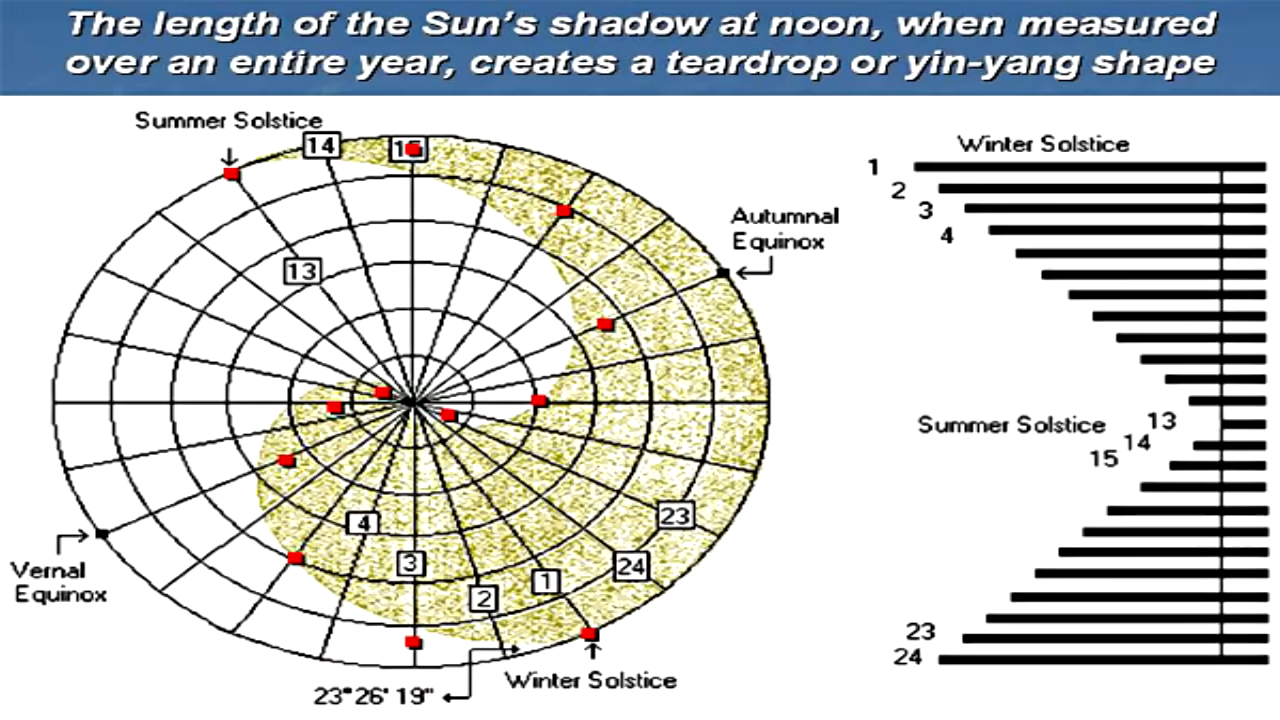 The length of the Sun's shadow at noon, when measured
over an entire year, creates a teardrop or yin-yang shape
Summer Solstice
14
13
Autumnal
Equinox
Vernal
Equinox
4
3
2
1
24
23
Winter Solstice
23° 26' 19"
Winter Solstice
1
2
3
4
Summer Solstice
13
14
15
23
24